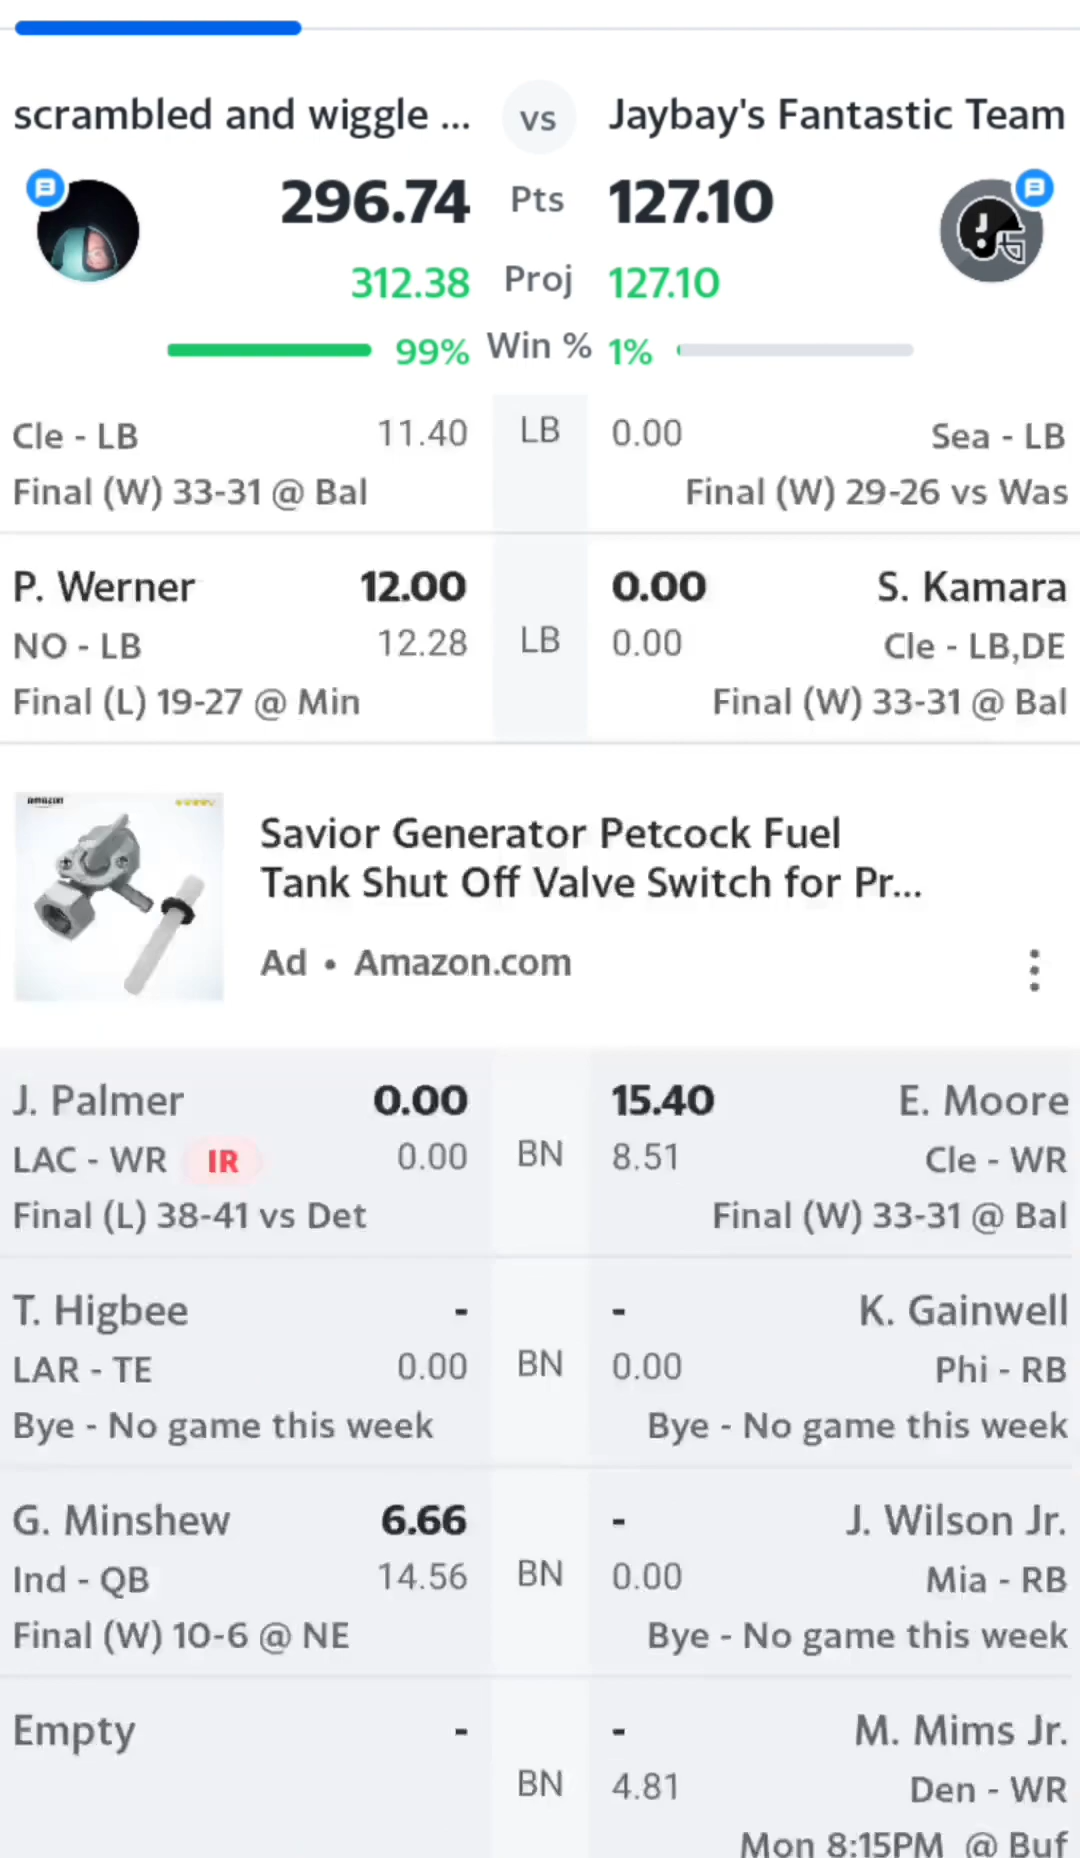 scrambled and wiggle ... vs Jaybay's Fantastic Team
296.74 Pts 127.10
312.38 Proj 127.10
99% Win % 1%
Cle - LB 11.40 LB 0.00 Sea - LB
Final (W) 33-31 @ Bal Final (W) 29-26 vs Was
P. Werner 12.00 0.00 S. Kamara
NO - LB 12.28 LB 0.00 Cle - LB,DE
Final (L) 19-27 @ Min Final (W) 33-31 @ Bal
amazon
Savior Generator Petcock Fuel
Tank Shut Off Valve Switch for Pr...
Ad • Amazon.com
J. Palmer 0.00 15.40 E. Moore
LAC - WR IR 0.00 BN 8.51 Cle - WR
Final (L) 38-41 vs Det Final (W) 33-31 @ Bal
T. Higbee - - K. Gainwell
LAR - TE 0.00 BN 0.00 Phi - RB
Bye - No game this week Bye - No game this week
G. Minshew 6.66 - J. Wilson Jr.
Ind - QB 14.56 BN 0.00 Mia - RB
Final (W) 10-6 @ NE Bye - No game this week
Empty - - M. Mims Jr.
BN 4.81 Den - WR
Mon 8:15PM @ Buf
J